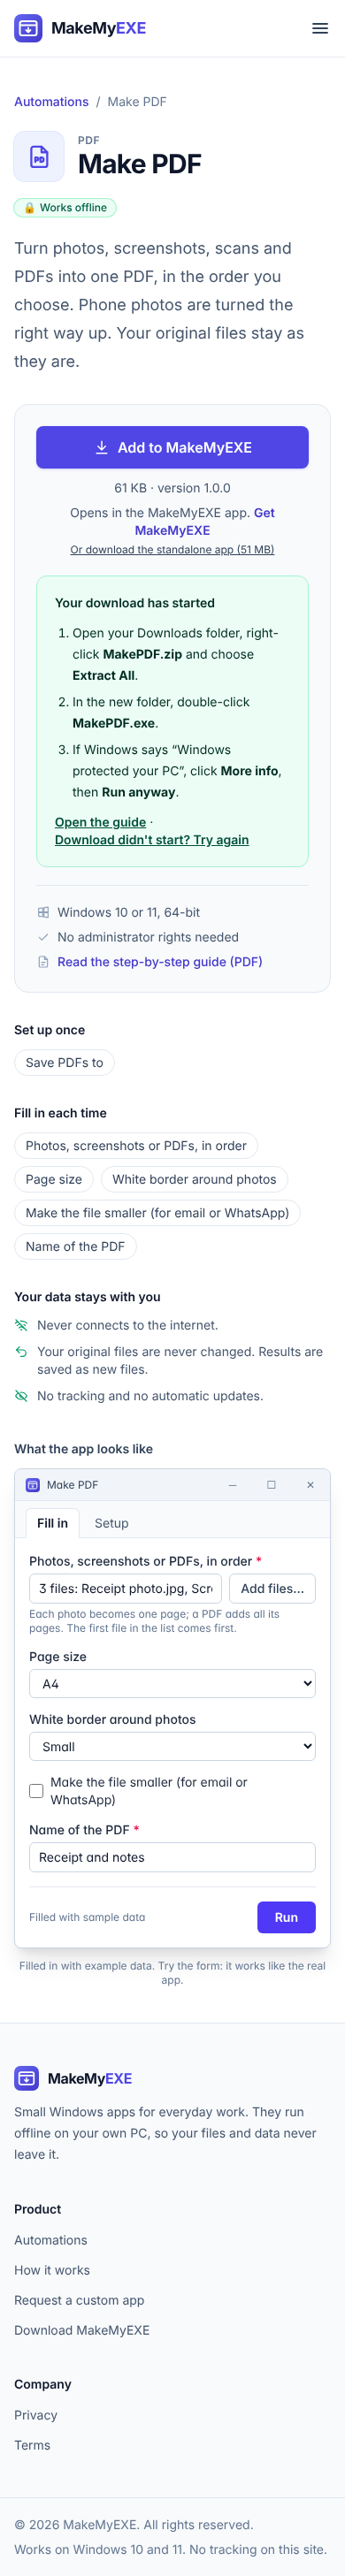 MakeMyEXE
Automations / Make PDF
PD
PDF
Make PDF
🔒 Works offline
Turn photos, screenshots, scans and
PDFs into one PDF, in the order you
choose. Phone photos are turned the
right way up. Your original files stay as
they are.
Add to MakeMyEXE
61 KB · version 1.0.0
Opens in the MakeMyEXE app. Get
MakeMyEXE
Or download the standalone app (51 MB)
Your download has started
1. Open your Downloads folder, right-
click MakePDF.zip and choose
Extract All.
2. In the new folder, double-click
MakePDF.exe.
3. If Windows says “Windows
protected your PC”, click More info,
then Run anyway.
Open the guide ·
Download didn't start? Try again
Windows 10 or 11, 64-bit
No administrator rights needed
Read the step-by-step guide (PDF)
Set up once
Save PDFs to
Fill in each time
Photos, screenshots or PDFs, in order
Page size
White border around photos
Make the file smaller (for email or WhatsApp)
Name of the PDF
Your data stays with you
Never connects to the internet.
Your original files are never changed. Results are
saved as new files.
No tracking and no automatic updates.
What the app looks like
Make PDF
Fill in
Setup
Photos, screenshots or PDFs, in order *
3 files: Receipt photo.jpg, Scr
Add files...
Each photo becomes one page; a PDF adds all its
pages. The first file in the list comes first.
Page size
A4
White border around photos
Small
Make the file smaller (for email or
WhatsApp)
Name of the PDF *
Receipt and notes
Filled with sample data
Run
Filled in with example data. Try the form: it works like the real
app.
MakeMyEXE
Small Windows apps for everyday work. They run
offline on your own PC, so your files and data never
leave it.
Product
Automations
How it works
Request a custom app
Download MakeMyEXE
Company
Privacy
Terms
© 2026 MakeMyEXE. All rights reserved.
Works on Windows 10 and 11. No tracking on this site.